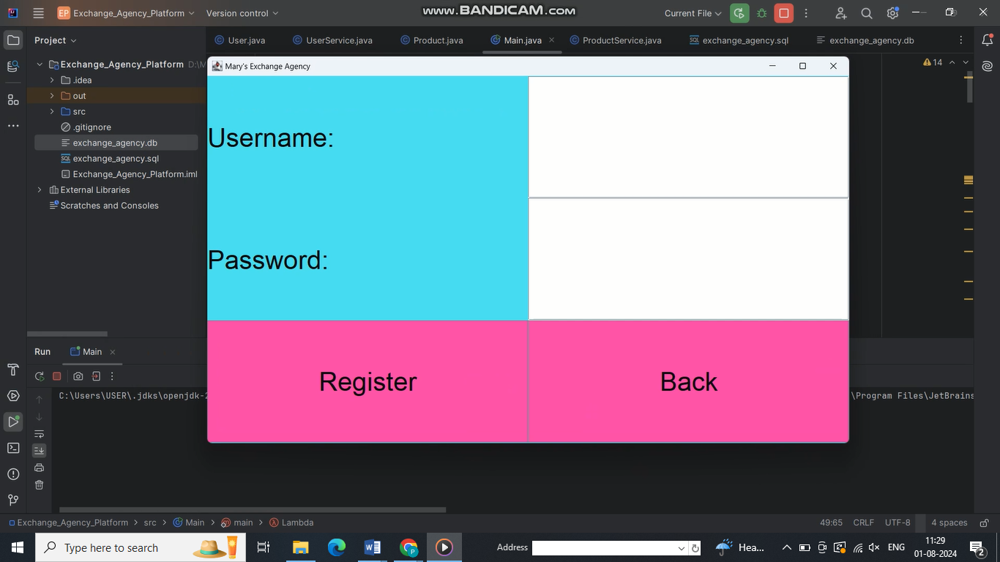 EP Exchange_Agency_Platform
Version control
www.BANDICAM.com
Current File
Project
User.java
UserService.java
Product.java
Main.java
ProductService.java
exchange_agency.sql
exchange_agency.db
Exchange_Agency_Platform D:\M
.idea
out
src
.gitignore
exchange_agency.db
exchange_agency.sql
Exchange_Agency_Platform.iml
External Libraries
Scratches and Consoles
14
Mary's Exchange Agency
Username:
Password:
Register
Back
Run
Main
C:\Users\USER\.jdks\openjdk-2
\Program Files\JetBrains
Exchange_Agency_Platform > src > Main > main > Lambda
49:65
CRLF
UTF-8
4 spaces
Type here to search
Address
Hea...
ENG
11:29
01-08-2024
2